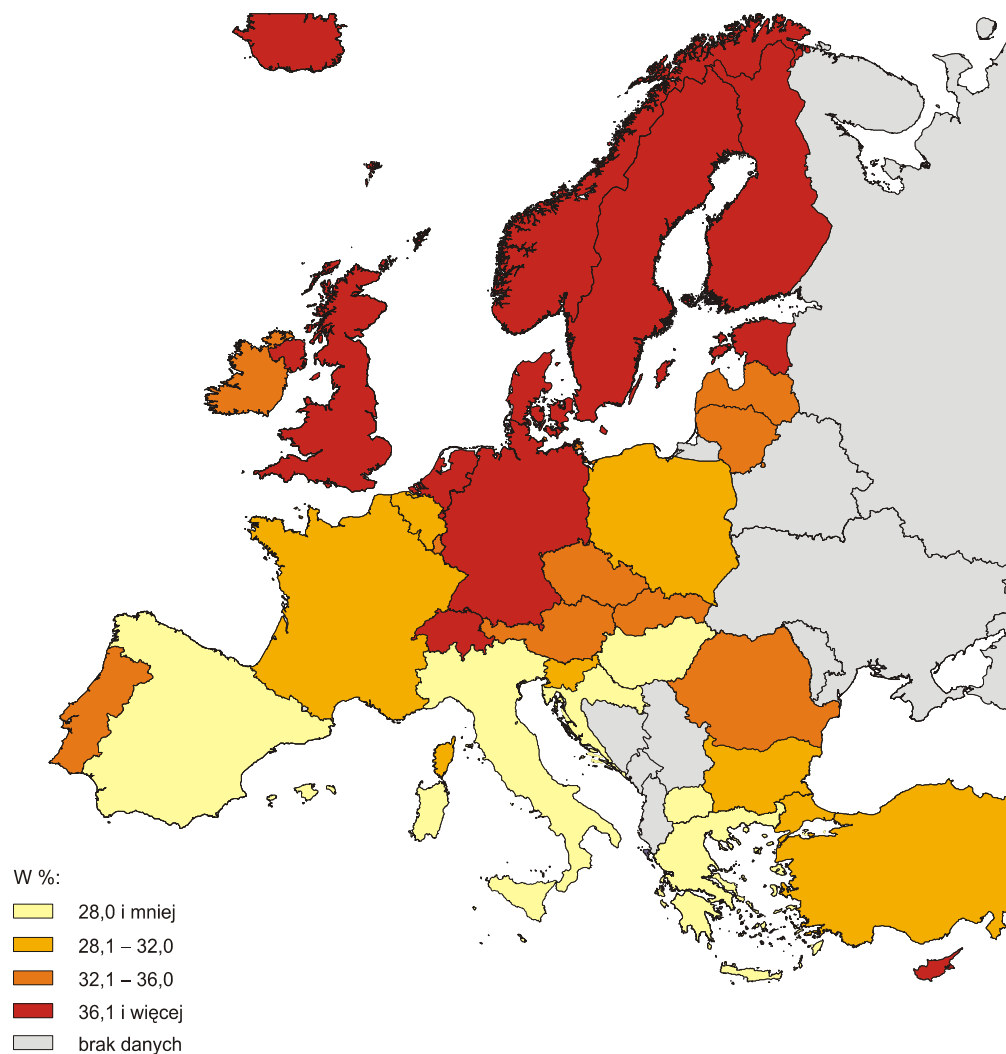 W %:
28,0 i mniej
28,1 – 32,0
32,1 – 36,0
36,1 i więcej
brak danych